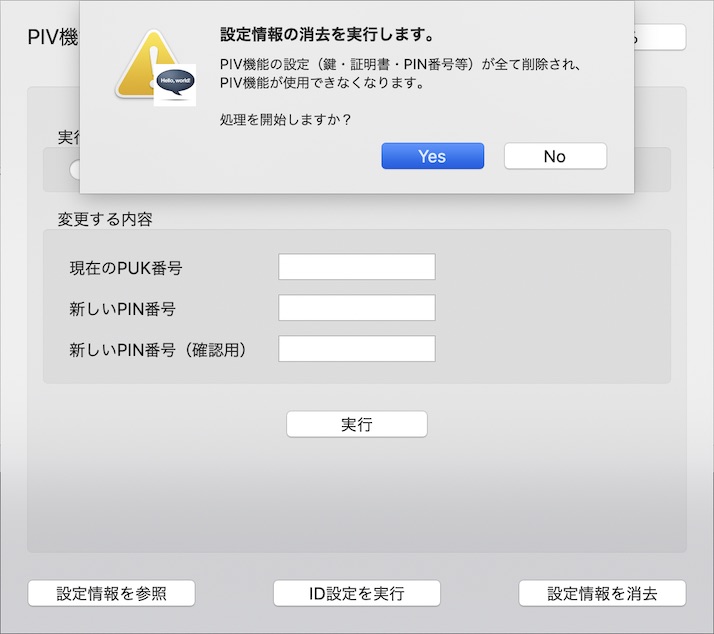 PIV機
設定情報の消去を実行します。
Hello, world!
PIV機能の設定（鍵・証明書・PIN番号等）が全て削除され、
PIV機能が使用できなくなります。
処理を開始しますか？
Yes
No
実行
変更する内容
現在のPUK番号
新しいPIN番号
新しいPIN番号（確認用）
実行
設定情報を参照
ID設定を実行
設定情報を消去